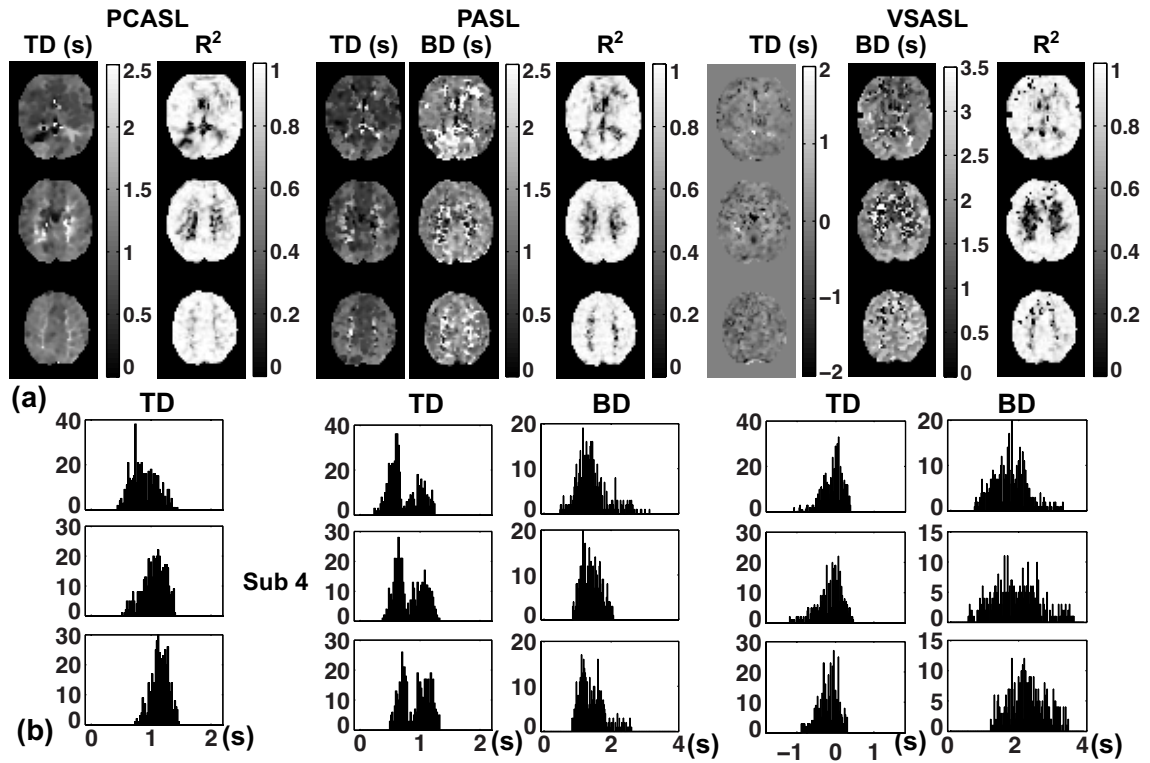 PCASL PASL VSASL
TD (s) R2 TD (s) BD (s) R2 TD (s) BD (s) R2
2.5 2 1.5 1 0.5 0
1 0.8 0.6 0.4 0.2 0
2.5 2 1.5 1 0.5 0
1 0.8 0.6 0.4 0.2 0
2 1 0 −1 −2
3.5 3 2.5 2 1.5 1 0.5 0
1 0.8 0.6 0.4 0.2 0
(a)
TD TD BD TD BD
40 20 0
40 30 20 10 0
20 10 0
40 30 20 10 0
20 10 0
30 20 10 0
Sub 4
30 20 10 0
20 10 0
30 20 10 0
15 10 5 0
30 20 10 0
30 20 10 0
20 10 0
30 20 10 0
15 10 5 0
(b)
0 1 2 (s)
0 1 2 (s)
0 2 4 (s)
−1 0 1 (s)
0 2 4 (s)